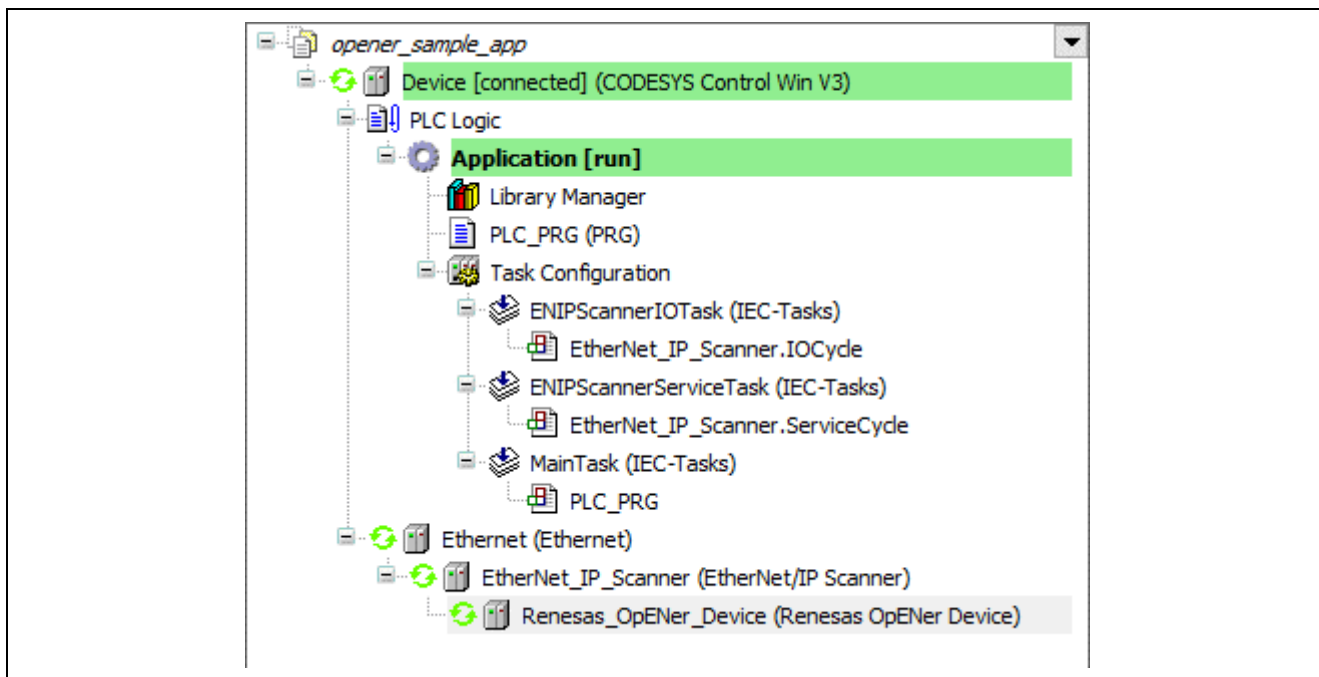 opener_sample_app
Device [connected] (CODESYS Control Win V3)
PLC Logic
Application [run]
Library Manager
PLC_PRG (PRG)
Task Configuration
ENIPScannerIOTask (IEC-Tasks)
EtherNet_IP_Scanner.IOCycle
ENIPScannerServiceTask (IEC-Tasks)
EtherNet_IP_Scanner.ServiceCycle
MainTask (IEC-Tasks)
PLC_PRG
Ethernet (Ethernet)
EtherNet_IP_Scanner (EtherNet/IP Scanner)
Renesas_OpENer_Device (Renesas OpENer Device)